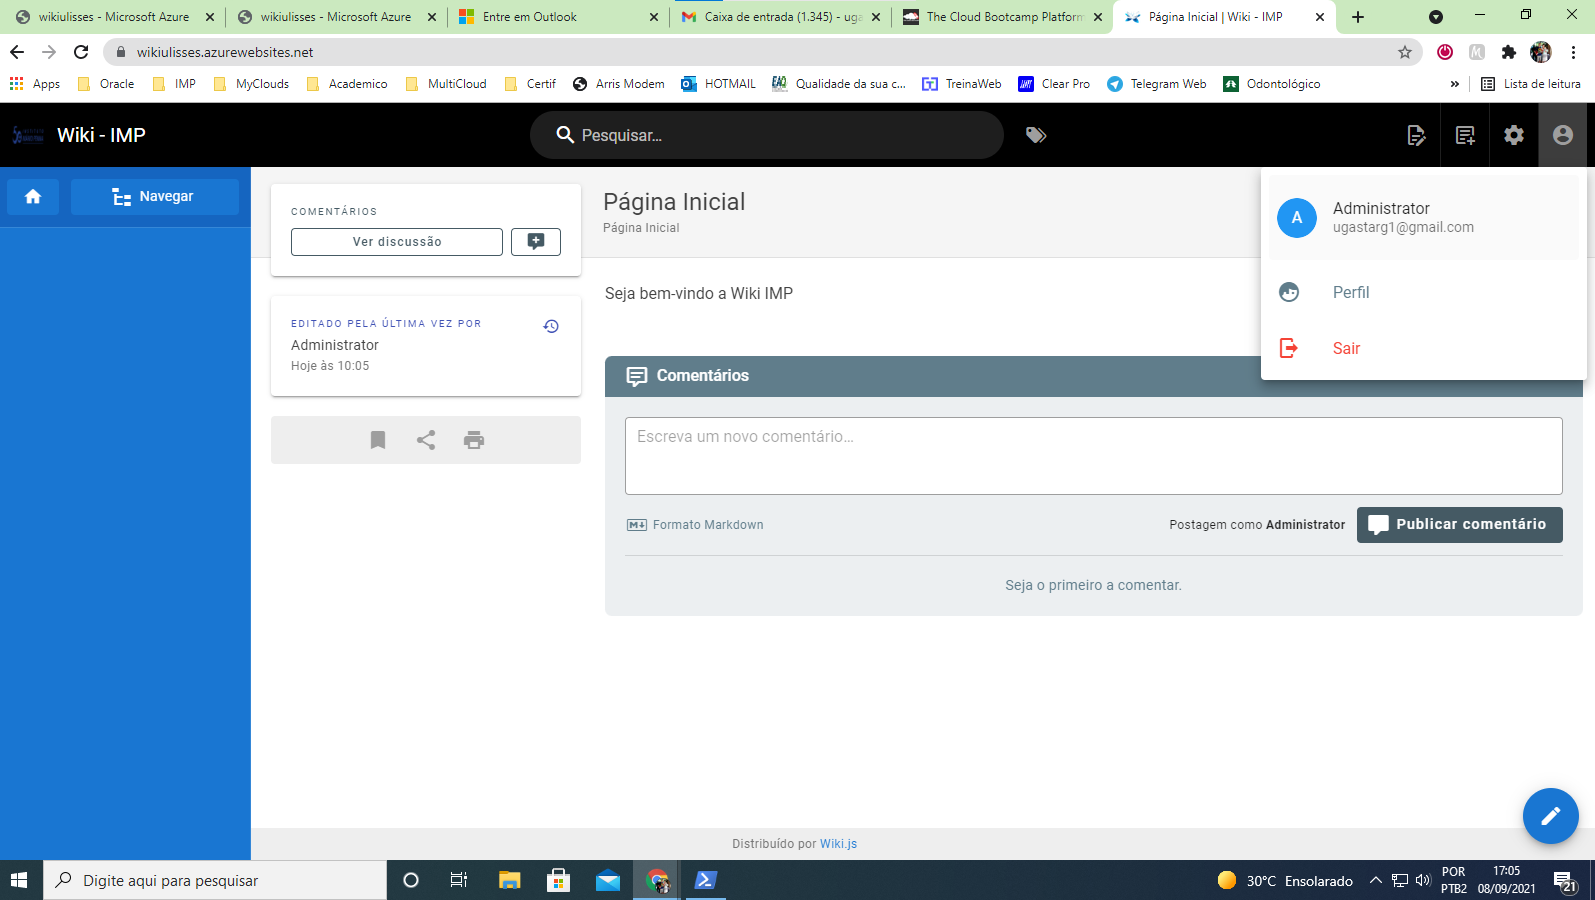 wikiulisses - Microsoft Azure
wikiulisses - Microsoft Azure
Entre em Outlook
Caixa de entrada (1.345) - uga
The Cloud Bootcamp Platform
Página Inicial | Wiki - IMP
wikiulisses.azurewebsites.net
Apps
Oracle
IMP
MyClouds
Academico
MultiCloud
Certif
Arris Modem
HOTMAIL
Qualidade da sua c...
TreinaWeb
Clear Pro
Telegram Web
Odontológico
»
Lista de leitura
Wiki - IMP
Pesquisar...
Navegar
COMENTÁRIOS
Ver discussão
EDITADO PELA ÚLTIMA VEZ POR
Administrator
Hoje às 10:05
Página Inicial
Página Inicial
Seja bem-vindo a Wiki IMP
A
Administrator
ugastarg1@gmail.com
Perfil
Sair
Comentários
Escreva um novo comentário...
Formato Markdown
Postagem como Administrator
Publicar comentário
Seja o primeiro a comentar.
Distribuído por Wiki.js
Digite aqui para pesquisar
30°C Ensolarado
POR
PTB2
17:05
08/09/2021
21